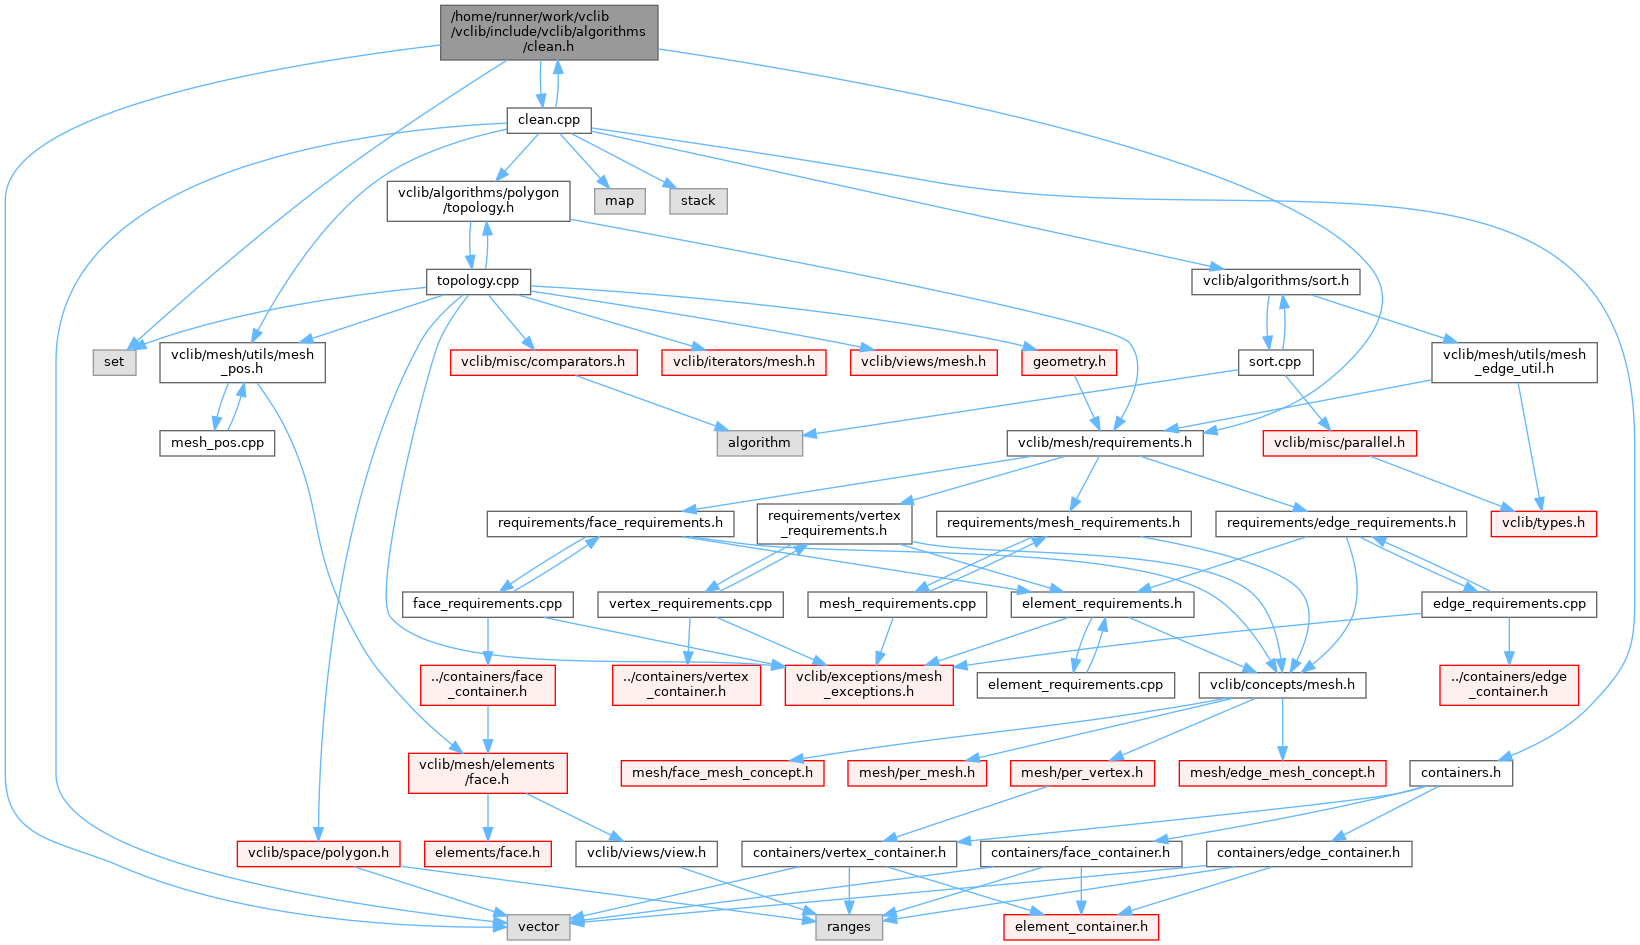 /home/runner/work/vclib
/vclib/include/vclib/algorithms
/clean.h
clean.cpp
vclib/algorithms/polygon
/topology.h
map
stack
topology.cpp
vclib/algorithms/sort.h
set
vclib/mesh/utils/mesh
_pos.h
vclib/misc/comparators.h
vclib/iterators/mesh.h
vclib/views/mesh.h
geometry.h
sort.cpp
vclib/mesh/utils/mesh
_edge_util.h
mesh_pos.cpp
algorithm
vclib/mesh/requirements.h
vclib/misc/parallel.h
requirements/face_requirements.h
requirements/vertex
_requirements.h
requirements/mesh_requirements.h
requirements/edge_requirements.h
vclib/types.h
face_requirements.cpp
vertex_requirements.cpp
mesh_requirements.cpp
element_requirements.h
edge_requirements.cpp
../containers/face
_container.h
../containers/vertex
_container.h
vclib/exceptions/mesh
_exceptions.h
element_requirements.cpp
vclib/concepts/mesh.h
../containers/edge
_container.h
vclib/mesh/elements
/face.h
mesh/face_mesh_concept.h
mesh/per_mesh.h
mesh/per_vertex.h
mesh/edge_mesh_concept.h
containers.h
vclib/space/polygon.h
elements/face.h
vclib/views/view.h
containers/vertex_container.h
containers/face_container.h
containers/edge_container.h
vector
ranges
element_container.h